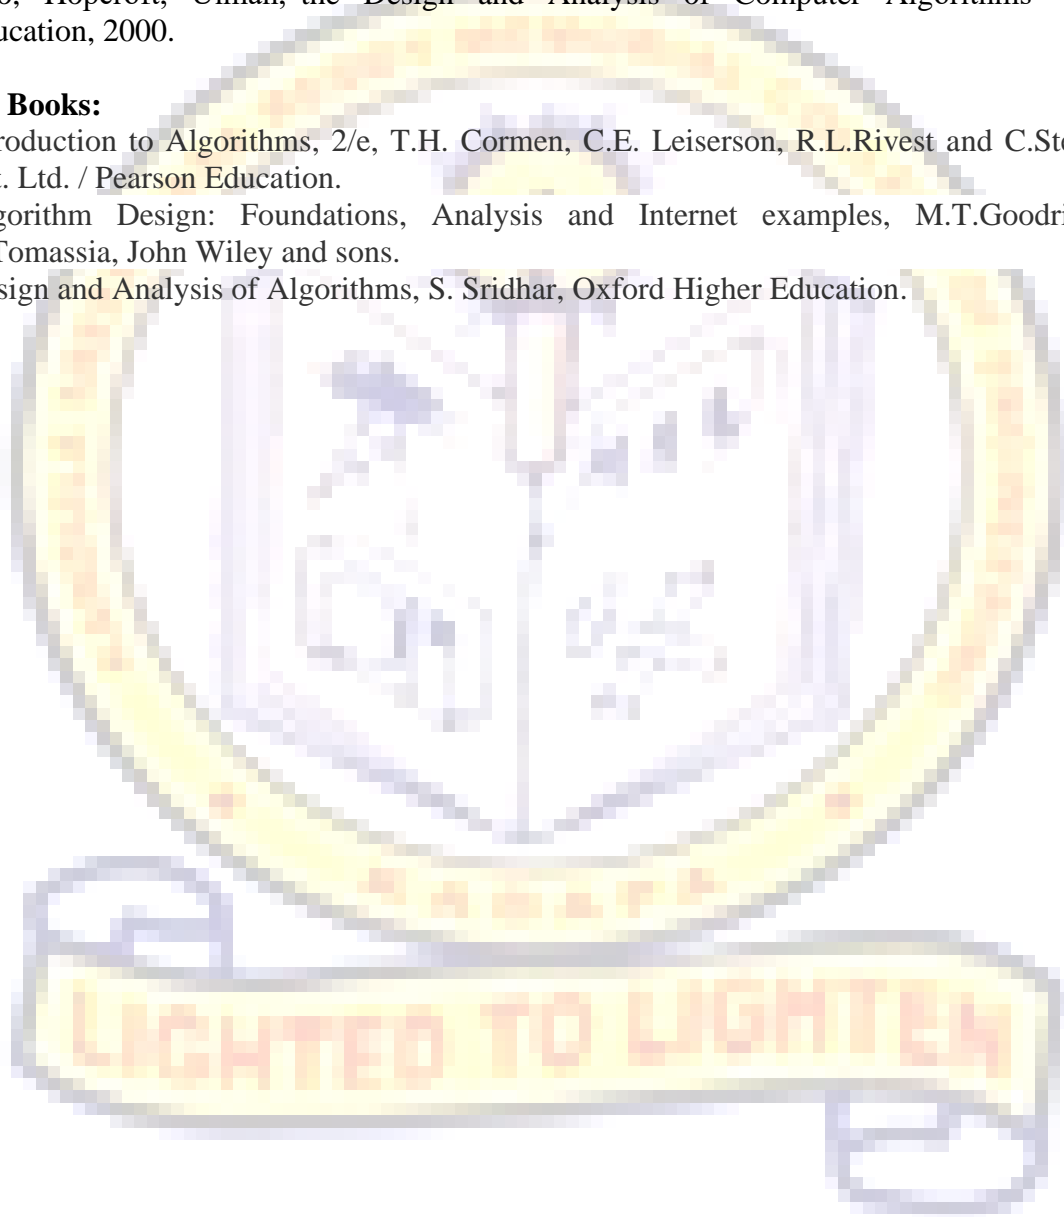 Hopcroft, Ulman, the Design and Analysis of Computer Algorithms
ucation, 2000.
Books:
roduction to Algorithms, 2/e, T.H. Cormen, C.E. Leiserson, R.L.Rivest and C.Ste
t. Ltd. / Pearson Education.
gorithm Design: Foundations, Analysis and Internet examples, M.T.Goodri
Tomassia, John Wiley and sons.
sign and Analysis of Algorithms, S. Sridhar, Oxford Higher Education.
LIGHTED TO LIGHTEN